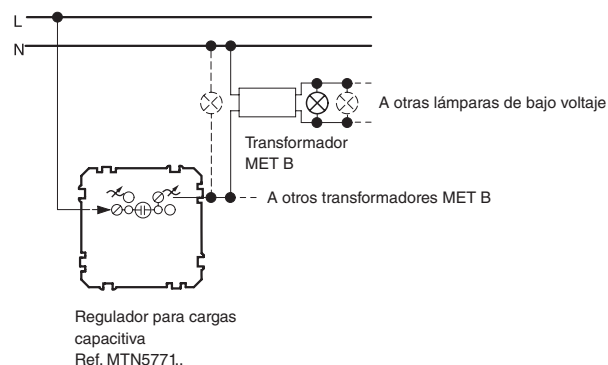 L
N
A otras lámparas de bajo voltaje
Transformador
MET B
A otros transformadores MET B
Regulador para cargas
capacitiva
Ref. MTN5771..